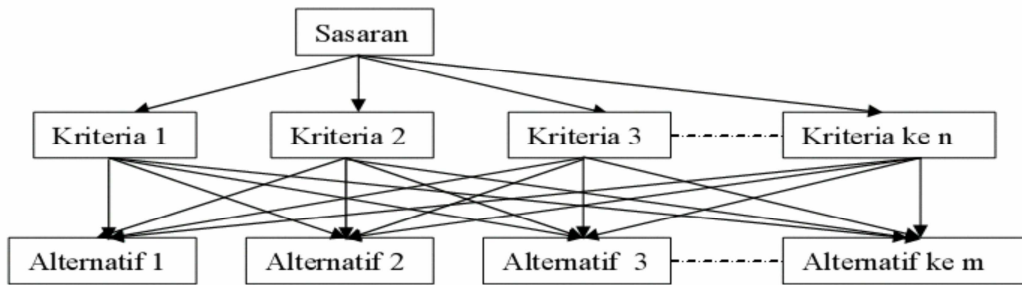 Sasaran
Kriteria 1
Kriteria 2
Kriteria 3
Kriteria ke n
Alternatif 1
Alternatif 2
Alternatif 3
Alternatif ke m